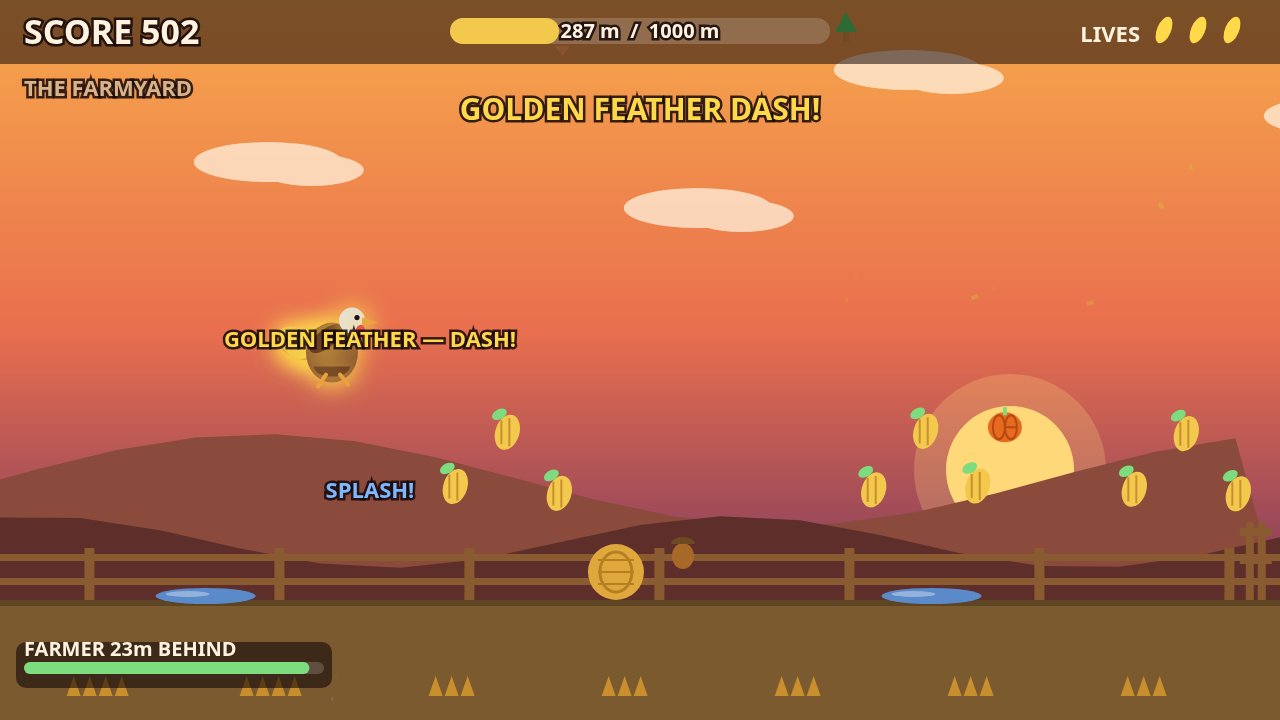 SCORE 502
287 m / 1000 m
LIVES
THE FARMYARD
GOLDEN FEATHER DASH!
GOLDEN FEATHER — DASH!
SPLASH!
FARMER 23m BEHIND